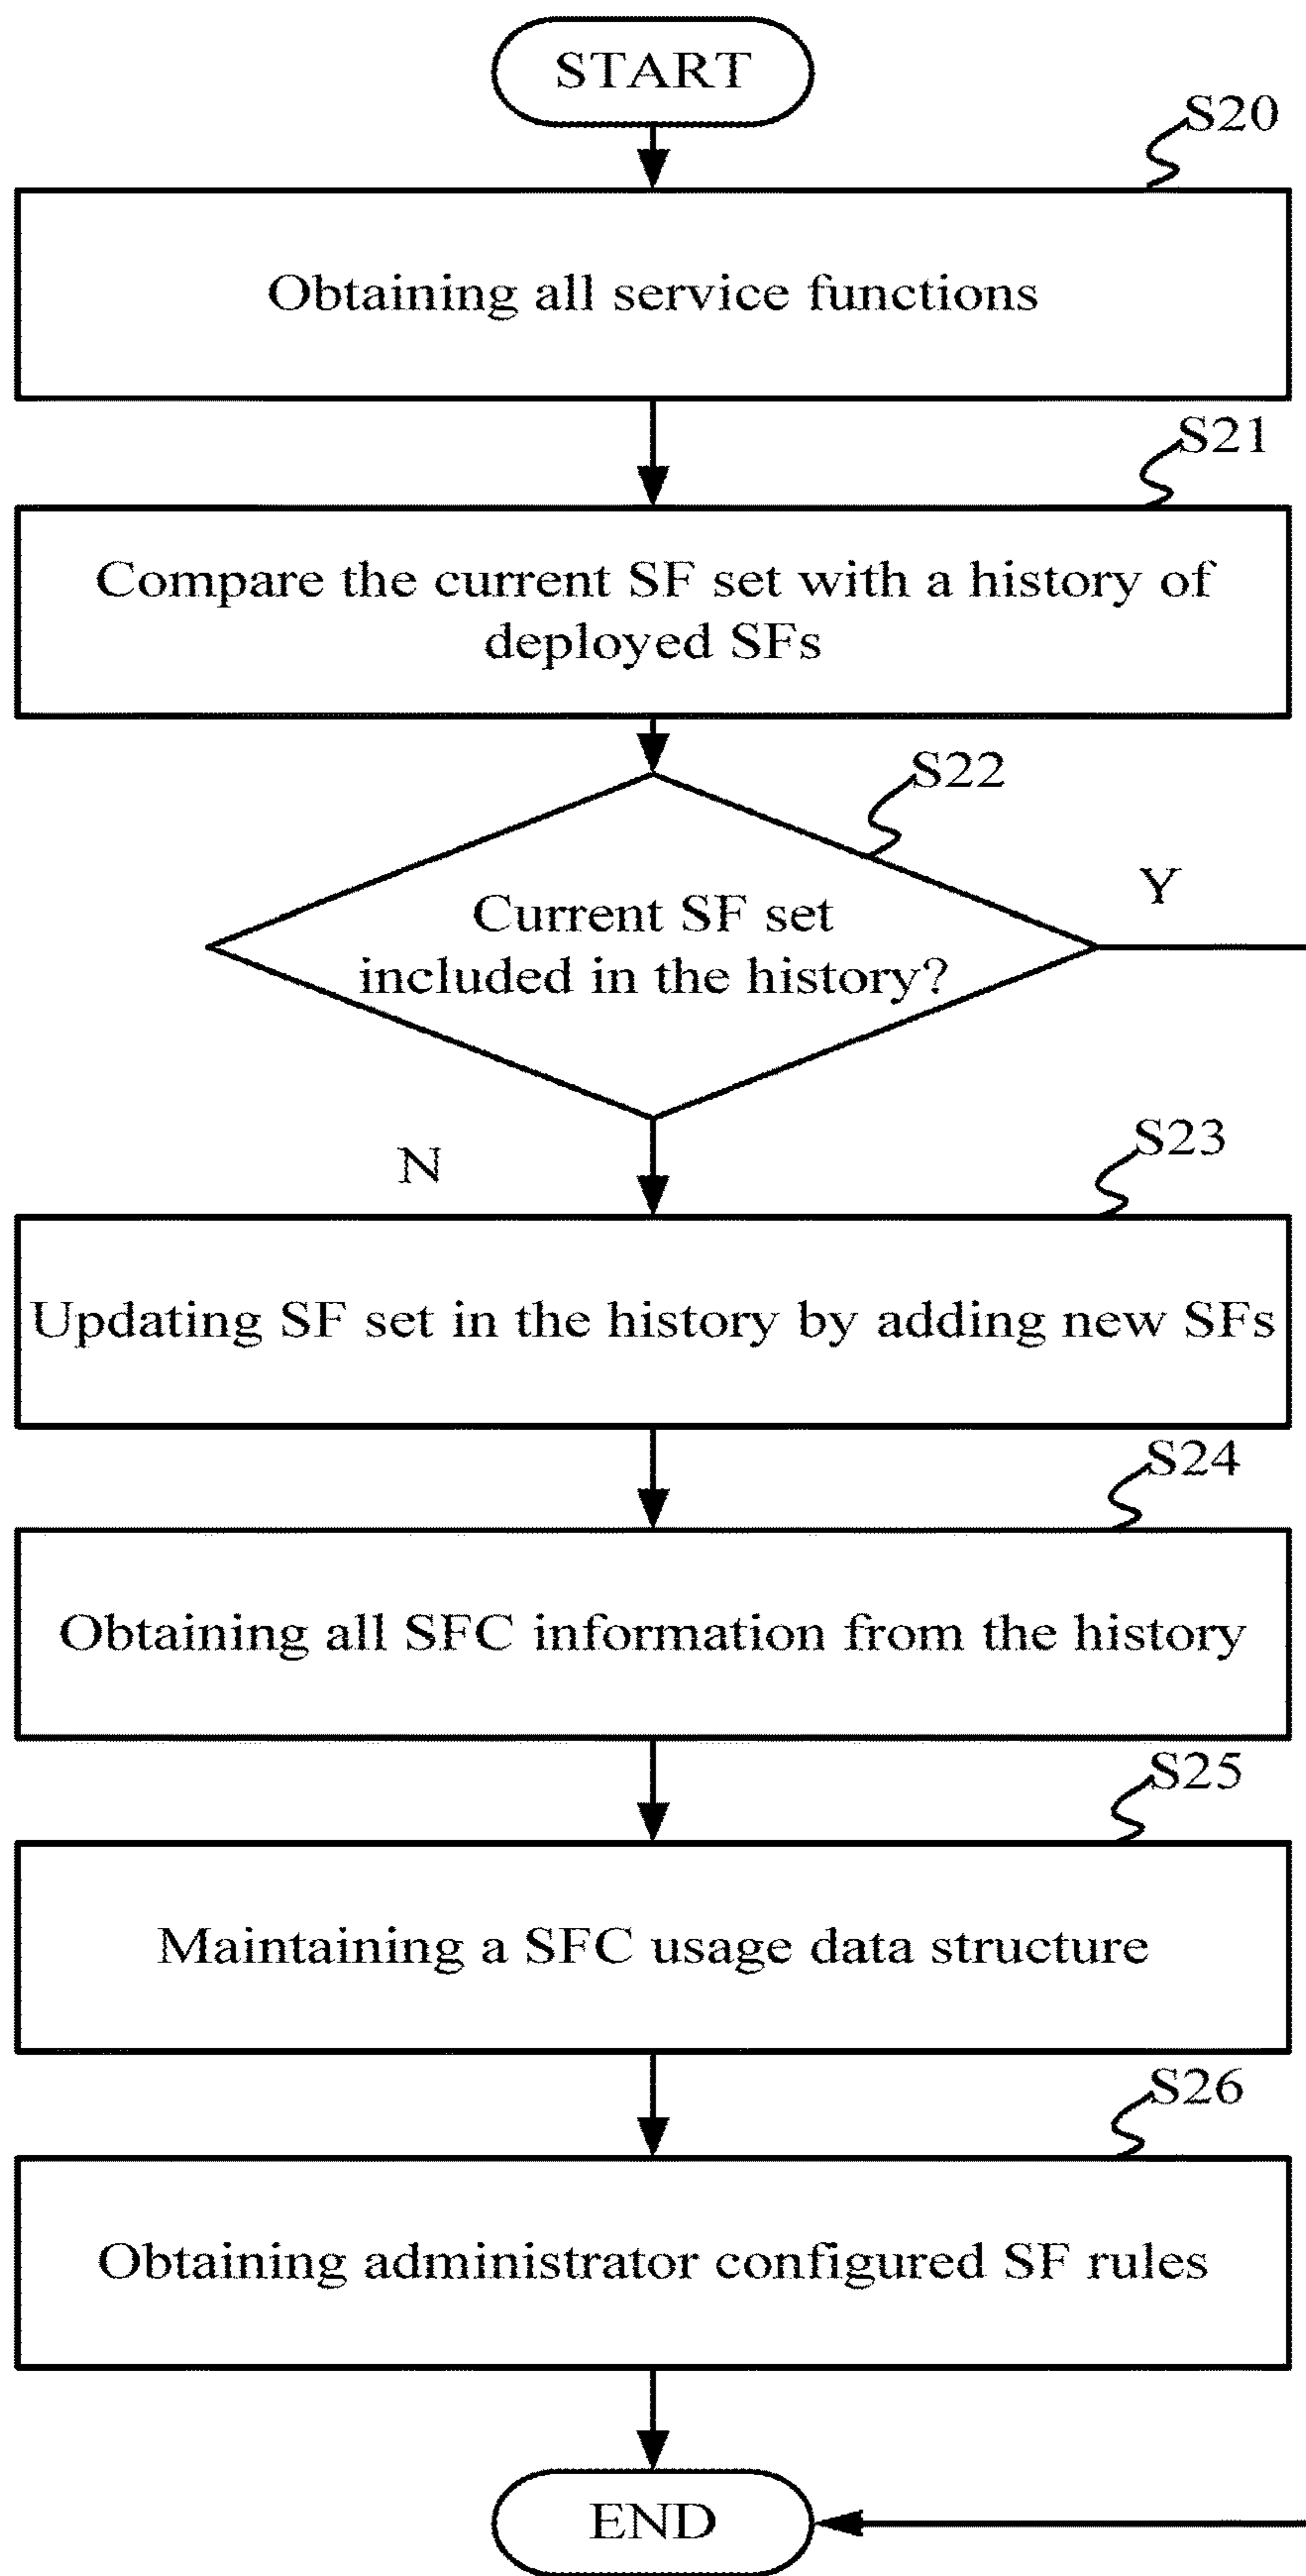 START
S20
Obtaining all service functions
S21
Compare the current SF set with a history of
deployed SFs
S22
Current SF set
included in the history?
Y
N
S23
Updating SF set in the history by adding new SFs
S24
Obtaining all SFC information from the history
S25
Maintaining a SFC usage data structure
S26
Obtaining administrator configured SF rules
END